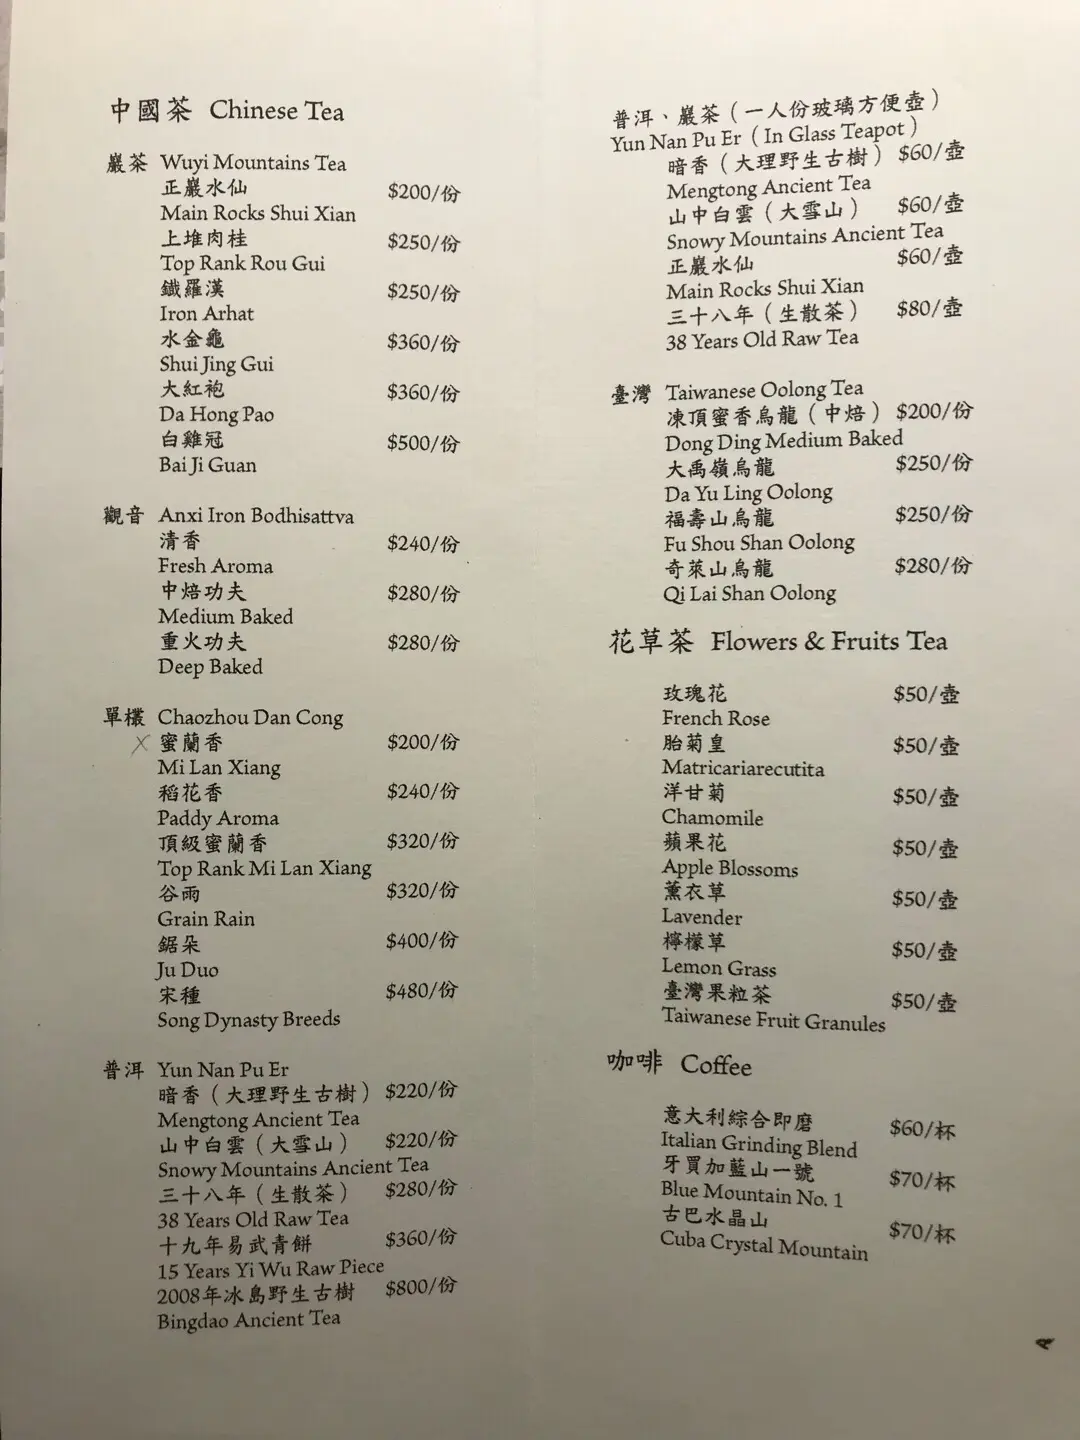 中國茶 Chinese Tea
巖茶 Wuyi Mountains Tea
正巖水仙 $200/份
Main Rocks Shui Xian
上堆肉桂 $250/份
Top Rank Rou Gui
鐵羅漢 $250/份
Iron Arhat
水金龜 $360/份
Shui Jing Gui
大紅袍 $360/份
Da Hong Pao
白雞冠 $500/份
Bai Ji Guan
觀音 Anxi Iron Bodhisattva
清香 $240/份
Fresh Aroma
中焙功夫 $280/份
Medium Baked
重火功夫 $280/份
Deep Baked
單欉 Chaozhou Dan Cong
X 蜜蘭香 $200/份
Mi Lan Xiang
稻花香 $240/份
Paddy Aroma
頂級蜜蘭香 $320/份
Top Rank Mi Lan Xiang
谷雨 $320/份
Grain Rain
鋸朵 $400/份
Ju Duo
宋種 $480/份
Song Dynasty Breeds
普洱 Yun Nan Pu Er
暗香（大理野生古樹） $220/份
Mengtong Ancient Tea
山中白雲（大雪山） $220/份
Snowy Mountains Ancient Tea
三十八年（生散茶） $280/份
38 Years Old Raw Tea
十九年易武青餅 $360/份
15 Years Yi Wu Raw Piece
2008年冰島野生古樹 $800/份
Bingdao Ancient Tea
普洱、巖茶（一人份玻璃方便壺）
Yun Nan Pu Er（In Glass Teapot）
暗香（大理野生古樹） $60/壺
Mengtong Ancient Tea
山中白雲（大雪山） $60/壺
Snowy Mountains Ancient Tea
正巖水仙 $60/壺
Main Rocks Shui Xian
三十八年（生散茶） $80/壺
38 Years Old Raw Tea
臺灣 Taiwanese Oolong Tea
凍頂蜜香烏龍（中焙） $200/份
Dong Ding Medium Baked
大禹嶺烏龍 $250/份
Da Yu Ling Oolong
福壽山烏龍 $250/份
Fu Shou Shan Oolong
奇萊山烏龍 $280/份
Qi Lai Shan Oolong
花草茶 Flowers & Fruits Tea
玫瑰花 $50/壺
French Rose
胎菊皇 $50/壺
Matricariarecutita
洋甘菊 $50/壺
Chamomile
蘋果花 $50/壺
Apple Blossoms
薰衣草 $50/壺
Lavender
檸檬草 $50/壺
Lemon Grass
臺灣果粒茶 $50/壺
Taiwanese Fruit Granules
咖啡 Coffee
意大利綜合即磨 $60/杯
Italian Grinding Blend
牙買加藍山一號 $70/杯
Blue Mountain No. 1
古巴水晶山 $70/杯
Cuba Crystal Mountain
A